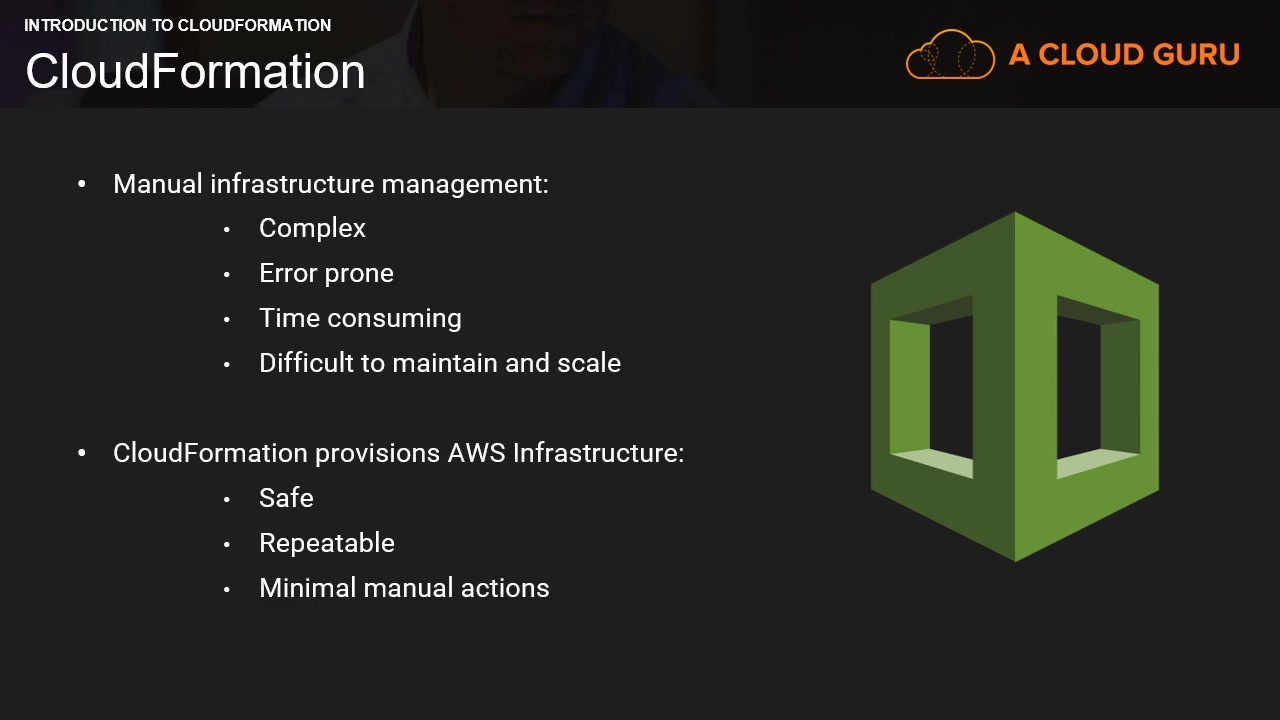 INTRODUCTION TO CLOUDFORMATION
CloudFormation
A CLOUD GURU
• Manual infrastructure management:
• Complex
• Error prone
• Time consuming
• Difficult to maintain and scale
• CloudFormation provisions AWS Infrastructure:
• Safe
• Repeatable
• Minimal manual actions